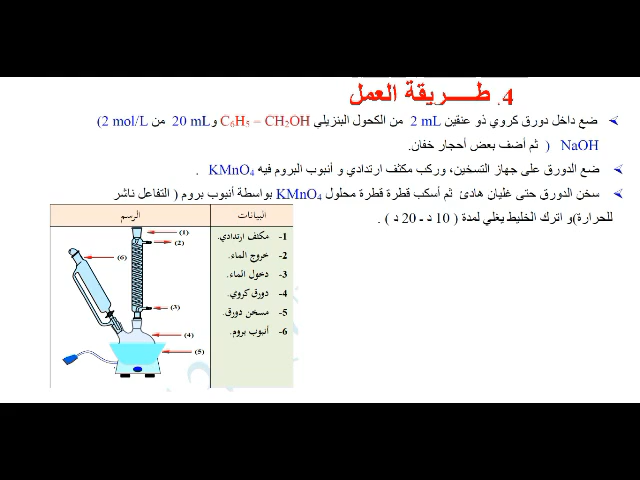 4. طـــــريقة العمل
ضع داخل دورق كروي ذو عنقين 2 mL من الكحول البنزيلي C₆H₅ – CH₂OH و20 mL من 2 mol/L)
NaOH ) ثم أضف بعض أحجار خفان.
ضع الدورق على جهاز التسخين، وركب مكثف ارتدادي و أنبوب البروم فيه KMnO₄ .
سخن الدورق حتى غليان هادئ ثم أسكب قطرة قطرة محلول KMnO₄ بواسطة أنبوب بروم ( التفاعل ناشر
للحرارة)و اترك الخليط يغلي لمدة ( 10 د ـ 20 د ) .
البيانات الرسم
1- مكثف ارتدادي.
2- خروج الماء.
3- دخول الماء.
4- دورق كروي.
5- مسخن دورق.
6- أنبوب بروم.
(1)
(2)
(6)
(3)
(4)
(5)